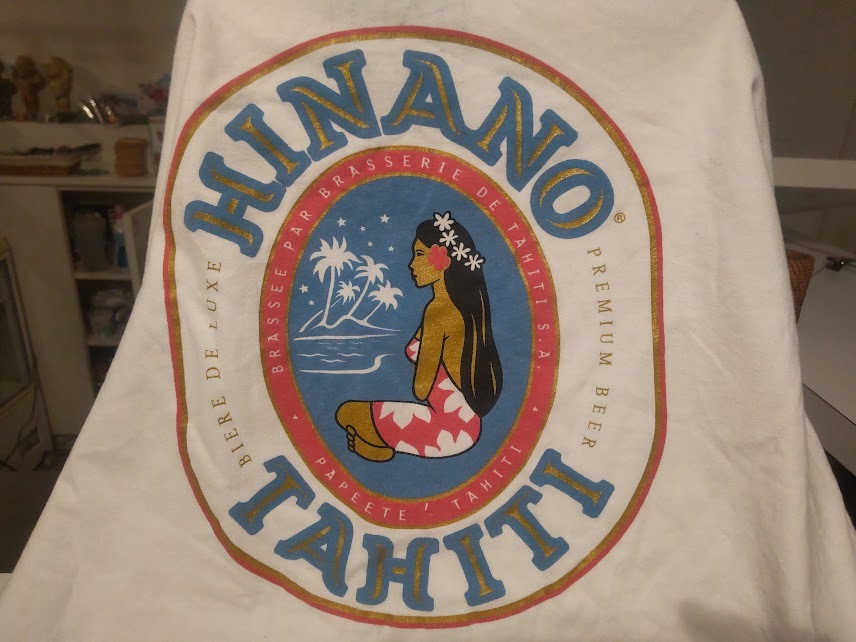 HINANO
®
BRASSEE PAR BRASSERIE DE TAHITI S.A.
PAPEETE - TAHITI
BIERE DE LUXE
PREMIUM BEER
TAHITI